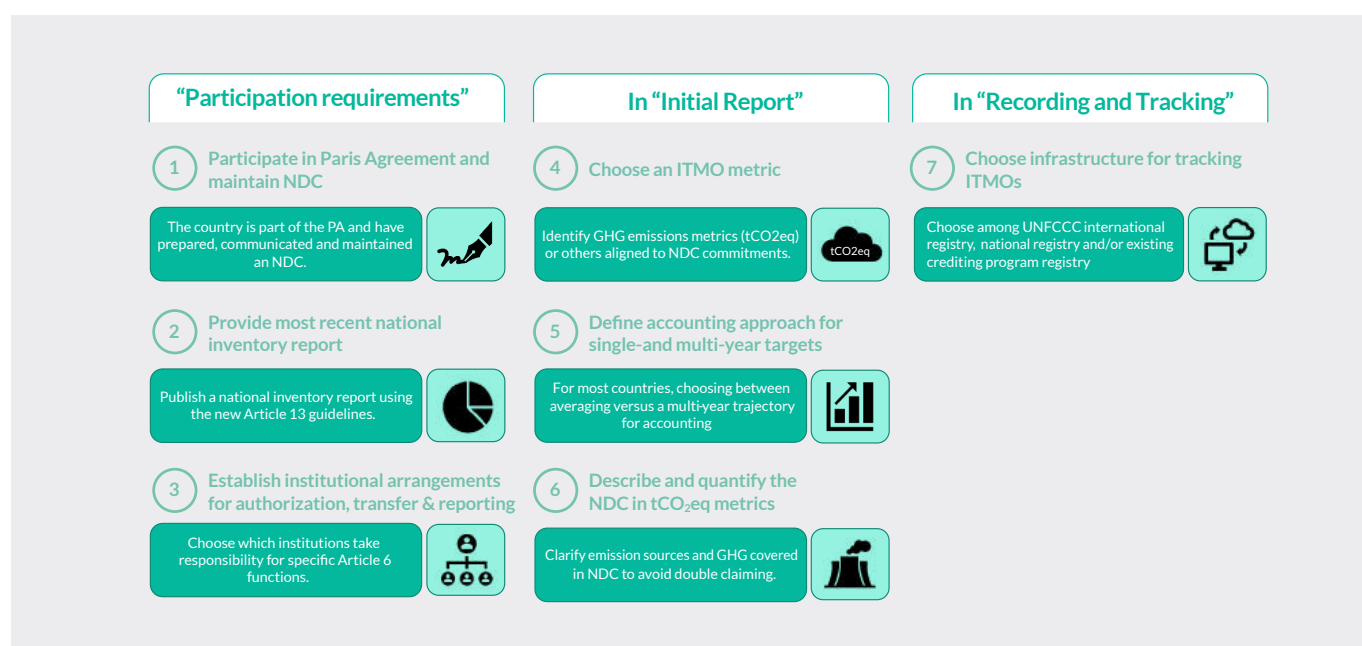 “Participation requirements”
1
Participate in Paris Agreement and
maintain NDC
The country is part of the PA and have
prepared, communicated and maintained
an NDC.
2
Provide most recent national
inventory report
Publish a national inventory report using
the new Article 13 guidelines.
3
Establish institutional arrangements
for authorization, transfer & reporting
Choose which institutions take
responsibility for specific Article 6
functions.
In “Initial Report”
4
Choose an ITMO metric
Identify GHG emissions metrics (tCO2eq)
or others aligned to NDC commitments.
tCO2eq
5
Define accounting approach for
single-and multi-year targets
For most countries, choosing between
averaging versus a multi-year trajectory
for accounting
6
Describe and quantify the
NDC in tCO₂eq metrics
Clarify emission sources and GHG covered
in NDC to avoid double claiming.
In “Recording and Tracking”
7
Choose infrastructure for tracking
ITMOs
Choose among UNFCCC international
registry, national registry and/or existing
crediting program registry